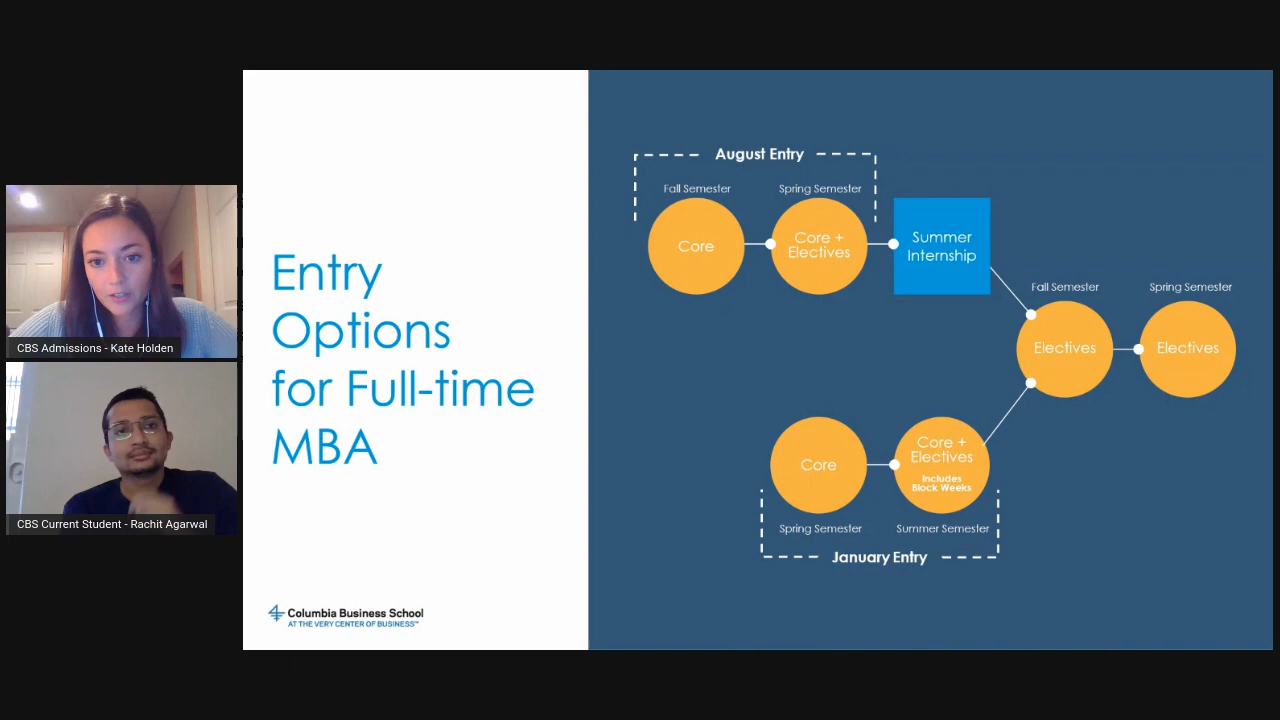 CBS Admissions - Kate Holden
CBS Current Student - Rachit Agarwal
Entry
Options
for Full-time
MBA
Columbia Business School
AT THE VERY CENTER OF BUSINESS™
August Entry
Fall Semester
Spring Semester
Core
Core +
Electives
Summer
Internship
Fall Semester
Spring Semester
Electives
Electives
Core
Core +
Electives
Includes
Block Weeks
Spring Semester
Summer Semester
January Entry